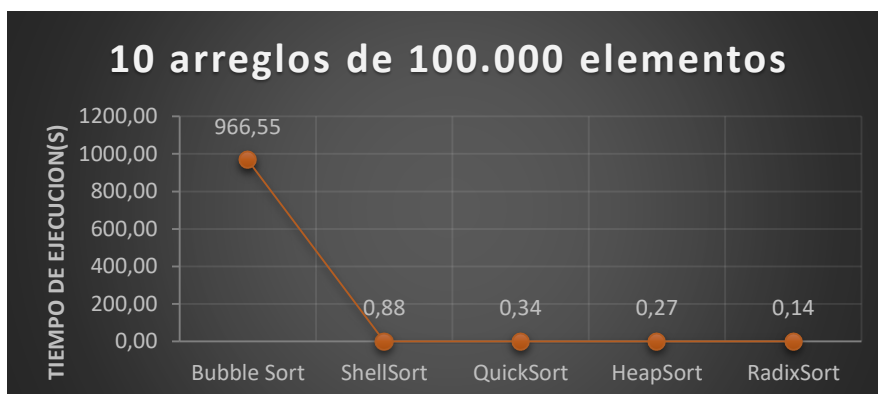 10 arreglos de 100.000 elementos
TIEMPO DE EJECUCION(S)
1200,00
1000,00
800,00
600,00
400,00
200,00
0,00
966,55
0,88
0,34
0,27
0,14
Bubble Sort
ShellSort
QuickSort
HeapSort
RadixSort